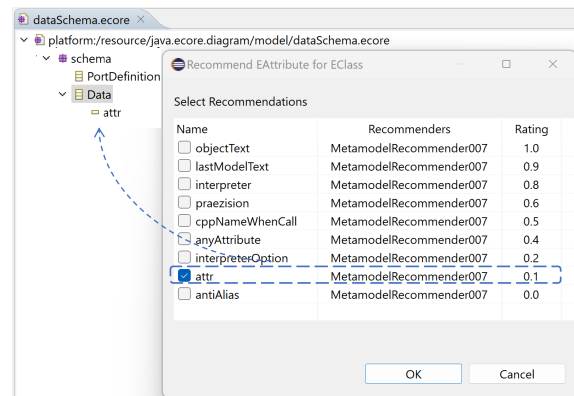 dataSchema.ecore ×
platform:/resource/java.ecore.diagram/model/dataSchema.ecore
schema
PortDefinition
Data
attr
Recommend EAttribute for EClass
Select Recommendations
Name Recommenders Rating
objectText MetamodelRecommender007 1.0
lastModelText MetamodelRecommender007 0.9
interpreter MetamodelRecommender007 0.8
praezision MetamodelRecommender007 0.6
cppNameWhenCall MetamodelRecommender007 0.5
anyAttribute MetamodelRecommender007 0.4
interpreterOption MetamodelRecommender007 0.2
attr MetamodelRecommender007 0.1
antiAlias MetamodelRecommender007 0.0
OK Cancel